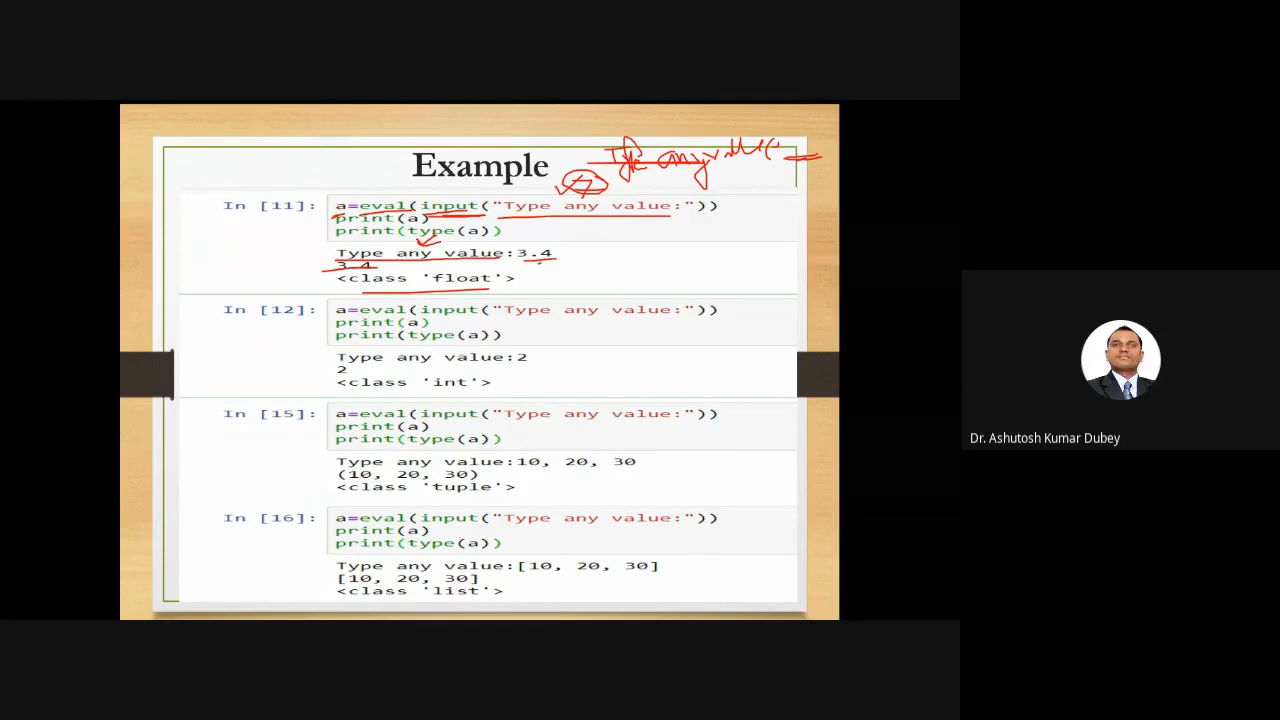 Example
Type any value
In [11]: a=eval(input("Type any value:"))
print(a)
print(type(a))
Type any value:3.4
3.4
<class 'float'>
In [12]: a=eval(input("Type any value:"))
print(a)
print(type(a))
Type any value:2
2
<class 'int'>
In [15]: a=eval(input("Type any value:"))
print(a)
print(type(a))
Type any value:10, 20, 30
(10, 20, 30)
<class 'tuple'>
In [16]: a=eval(input("Type any value:"))
print(a)
print(type(a))
Type any value:[10, 20, 30]
[10, 20, 30]
<class 'list'>
Dr. Ashutosh Kumar Dubey